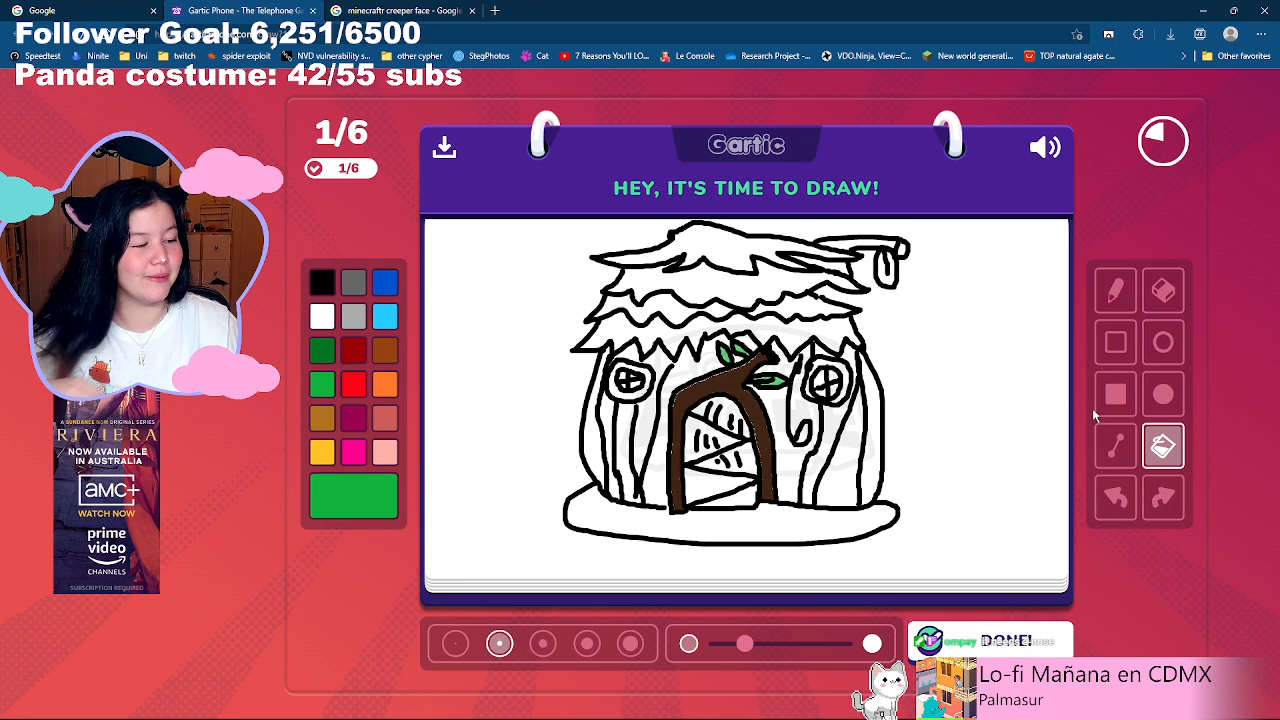 Google
Gartic Phone - The Telephone Ga
minecraftr creeper face - Google
Follower Goal: 6,251/6500
Speedtest
Ninite
Uni
twitch
spider exploit
NVD vulnerability s...
other cypher
StegPhotos
Cat
7 Reasons You'll LO...
Le Console
Research Project -...
VDO.Ninja, View=C...
New world generati...
TOP natural agate c...
Other favorites
Panda costume: 42/55 subs
1/6
1/6
Gartic
HEY, IT'S TIME TO DRAW!
A SUNDANCE NOW ORIGINAL SERIES
RIVIERA
NOW AVAILABLE
IN AUSTRALIA
aMC+
WATCH NOW
prime
video
CHANNELS
SUBSCRIPTION REQUIRED
DONE!
Lo-fi Mañana en CDMX
Palmasur